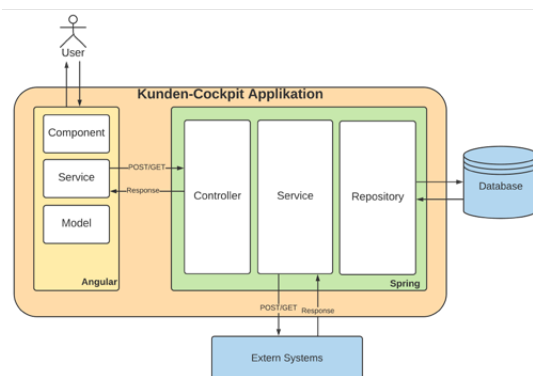 User
Kunden-Cockpit Applikation
Component
Service
Model
Angular
POST/GET
Response
Controller
Service
Repository
Spring
Database
POST/GET
Response
Extern Systems